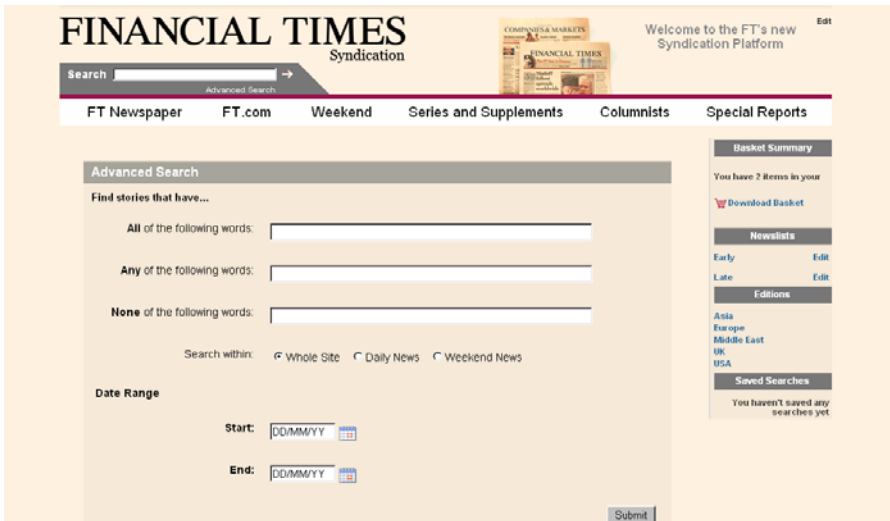 FINANCIAL TIMES
Syndication
COMPANIES & MARKETS
FINANCIAL TIMES
Welcome to the FT's new
Syndication Platform
Edit
Search
Advanced Search
FT Newspaper FT.com Weekend Series and Supplements Columnists Special Reports
Advanced Search
Find stories that have...
All of the following words:
Any of the following words:
None of the following words:
Search within: Whole Site Daily News Weekend News
Date Range
Start: DD/MM/YY
End: DD/MM/YY
Submit
Basket Summary
You have 2 items in your
Download Basket
Newslists
Early Edit
Late Edit
Editions
Asia
Europe
Middle East
UK
USA
Saved Searches
You haven't saved any
searches yet